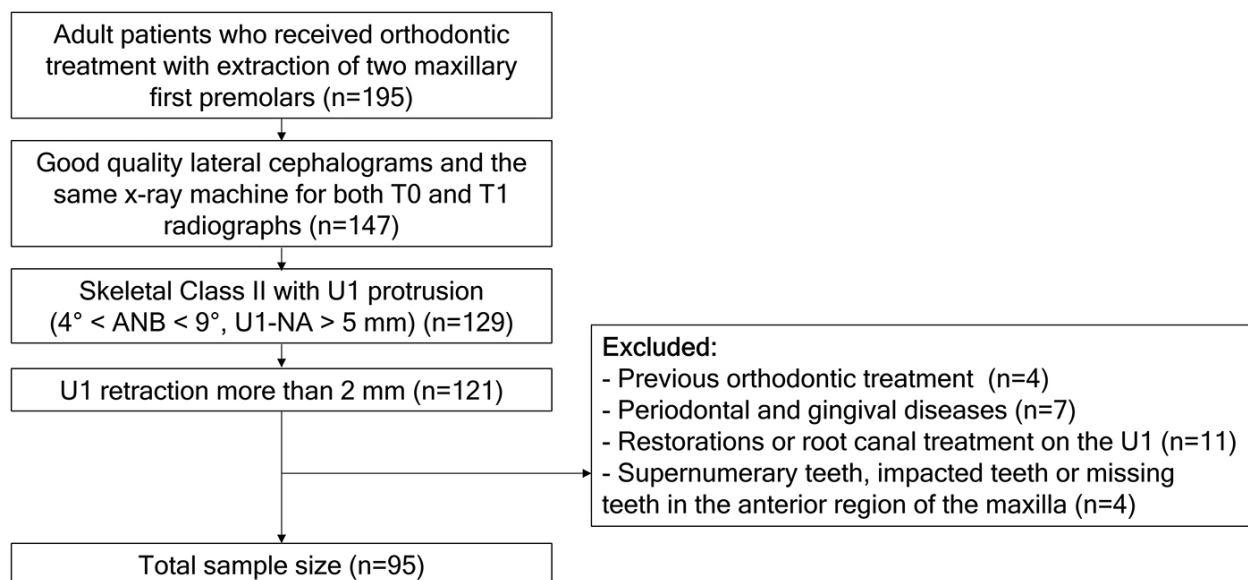 Adult patients who received orthodontic
treatment with extraction of two maxillary
first premolars (n=195)
Good quality lateral cephalograms and the
same x-ray machine for both T0 and T1
radiographs (n=147)
Skeletal Class II with U1 protrusion
(4° < ANB < 9°, U1-NA > 5 mm) (n=129)
U1 retraction more than 2 mm (n=121)
Excluded:
- Previous orthodontic treatment (n=4)
- Periodontal and gingival diseases (n=7)
- Restorations or root canal treatment on the U1 (n=11)
- Supernumerary teeth, impacted teeth or missing
teeth in the anterior region of the maxilla (n=4)
Total sample size (n=95)